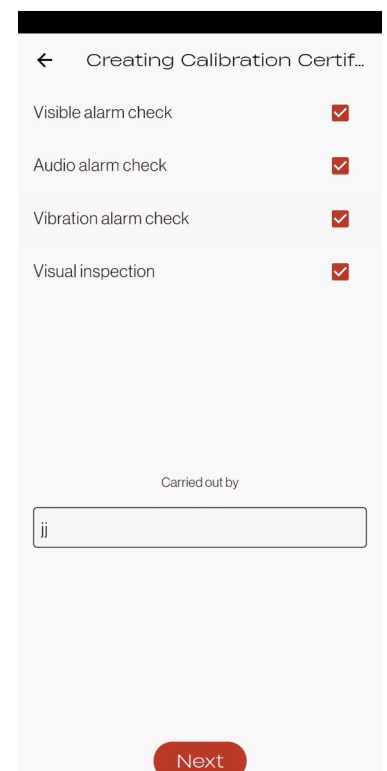 Creating Calibration Certif...
Visible alarm check
Audio alarm check
Vibration alarm check
Visual inspection
Carried out by
jj
Next